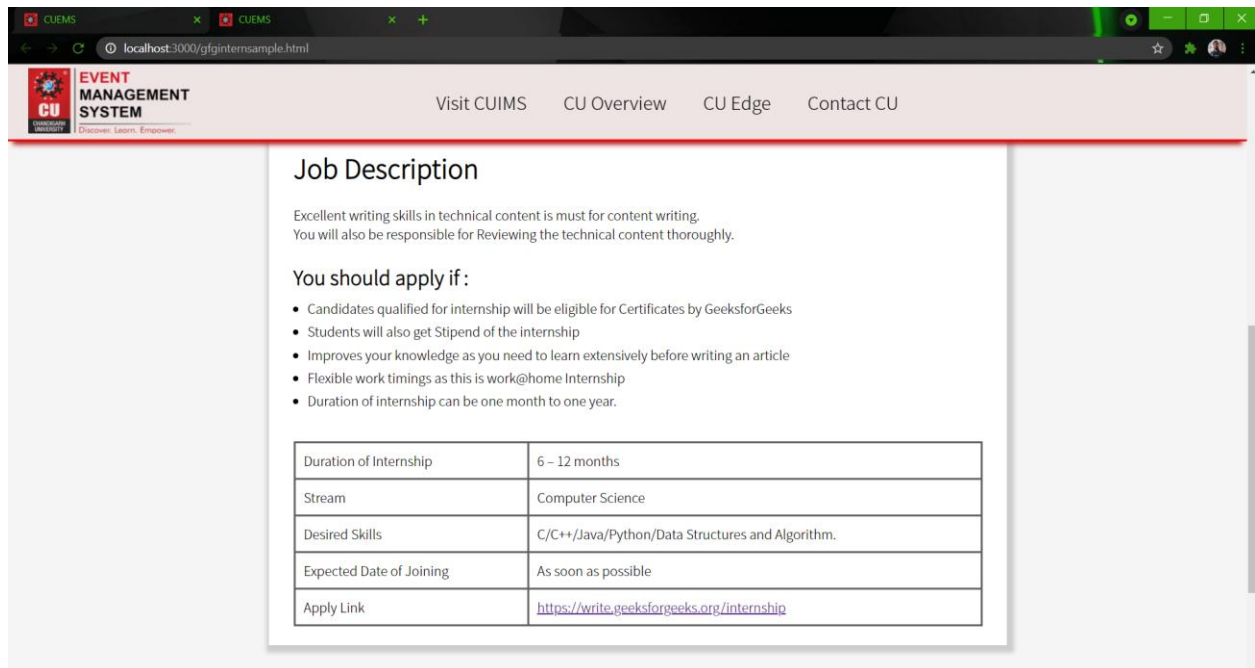 CUEMS
CUEMS
localhost:3000/gfginternsample.html
CU
CHANDIGARH
UNIVERSITY
EVENT
MANAGEMENT
SYSTEM
Discover. Learn. Empower.
Visit CUIMS CU Overview CU Edge Contact CU
Job Description
Excellent writing skills in technical content is must for content writing.
You will also be responsible for Reviewing the technical content thoroughly.
You should apply if :
• Candidates qualified for internship will be eligible for Certificates by GeeksforGeeks
• Students will also get Stipend of the internship
• Improves your knowledge as you need to learn extensively before writing an article
• Flexible work timings as this is work@home Internship
• Duration of internship can be one month to one year.
Duration of Internship 6 – 12 months
Stream Computer Science
Desired Skills C/C++/Java/Python/Data Structures and Algorithm.
Expected Date of Joining As soon as possible
Apply Link https://write.geeksforgeeks.org/internship